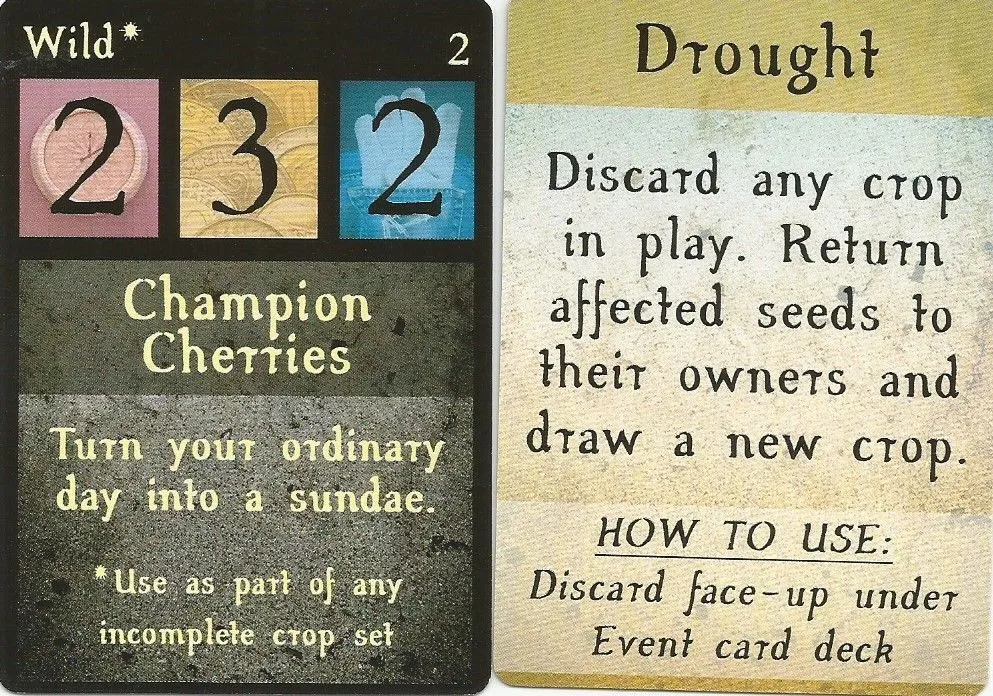 Wild*
2
2 3 2
Champion
Cherries
Turn your ordinary
day into a sundae.
*Use as part of any
incomplete crop set
Drought
Discard any crop
in play. Return
affected seeds to
their owners and
draw a new crop.
HOW TO USE:
Discard face-up under
Event card deck